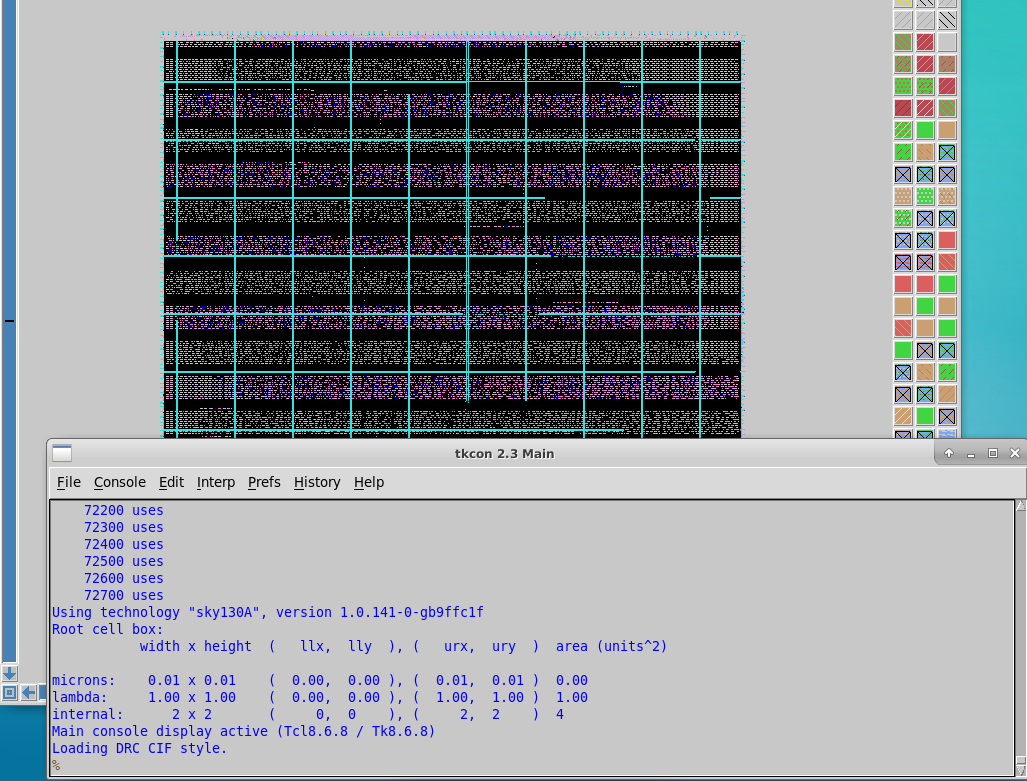 tkcon 2.3 Main
File Console Edit Interp Prefs History Help
72200 uses
72300 uses
72400 uses
72500 uses
72600 uses
72700 uses
Using technology "sky130A", version 1.0.141-0-gb9ffc1f
Root cell box:
width x height ( llx, lly ), ( urx, ury ) area (units^2)
microns: 0.01 x 0.01 ( 0.00, 0.00 ), ( 0.01, 0.01 ) 0.00
lambda: 1.00 x 1.00 ( 0.00, 0.00 ), ( 1.00, 1.00 ) 1.00
internal: 2 x 2 ( 0, 0 ), ( 2, 2 ) 4
Main console display active (Tcl8.6.8 / Tk8.6.8)
Loading DRC CIF style.
%